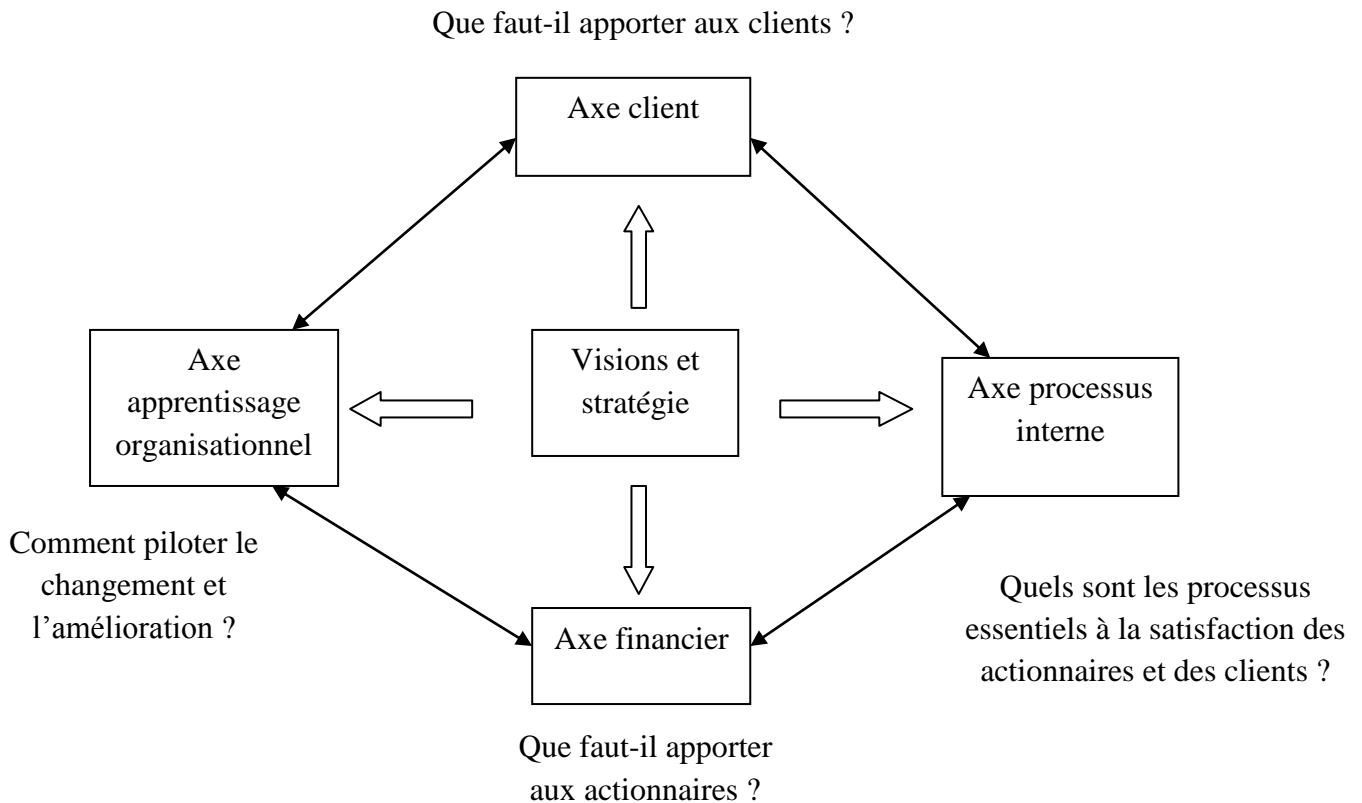 Que faut-il apporter aux clients ?
Axe client
Axe
apprentissage
organisationnel
Visions et
stratégie
Axe processus
interne
Comment piloter le
changement et
l’amélioration ?
Axe financier
Quels sont les processus
essentiels à la satisfaction des
actionnaires et des clients ?
Que faut-il apporter
aux actionnaires ?